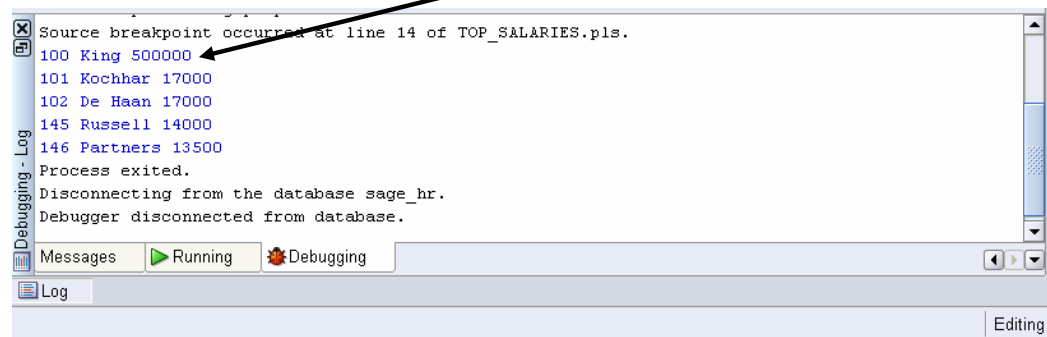 Source breakpoint occurred at line 14 of TOP_SALARIES.pls.
100 King 500000
101 Kochhar 17000
102 De Haan 17000
145 Russell 14000
146 Partners 13500
Process exited.
Disconnecting from the database sage_hr.
Debugger disconnected from database.
Debugging - Log
Messages Running Debugging
Log
Editing